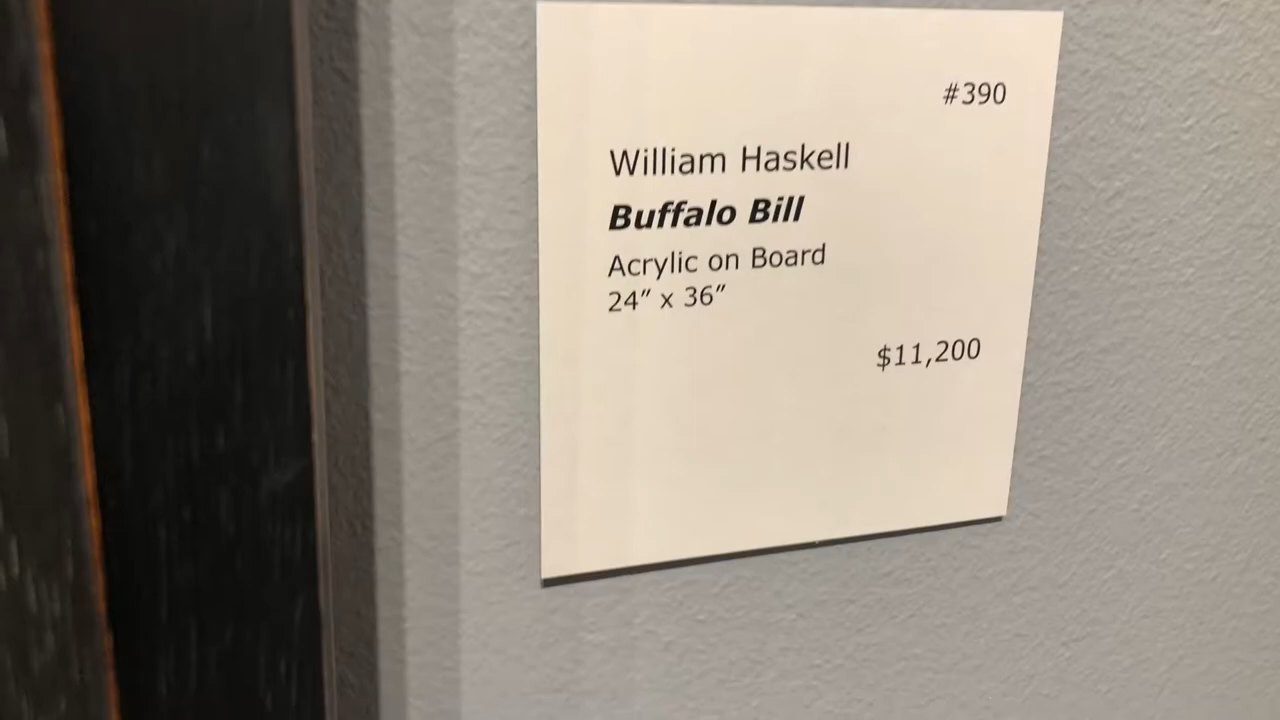 #390
William Haskell
Buffalo Bill
Acrylic on Board
24” x 36”
$11,200